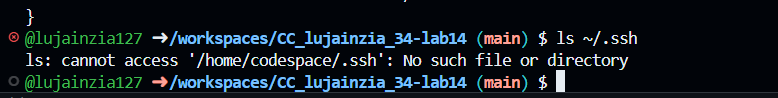 }
@lujainzia127 ➜/workspaces/CC_lujainzia_34-lab14 (main) $ ls ~/.ssh
ls: cannot access '/home/codespace/.ssh': No such file or directory
@lujainzia127 ➜/workspaces/CC_lujainzia_34-lab14 (main) $